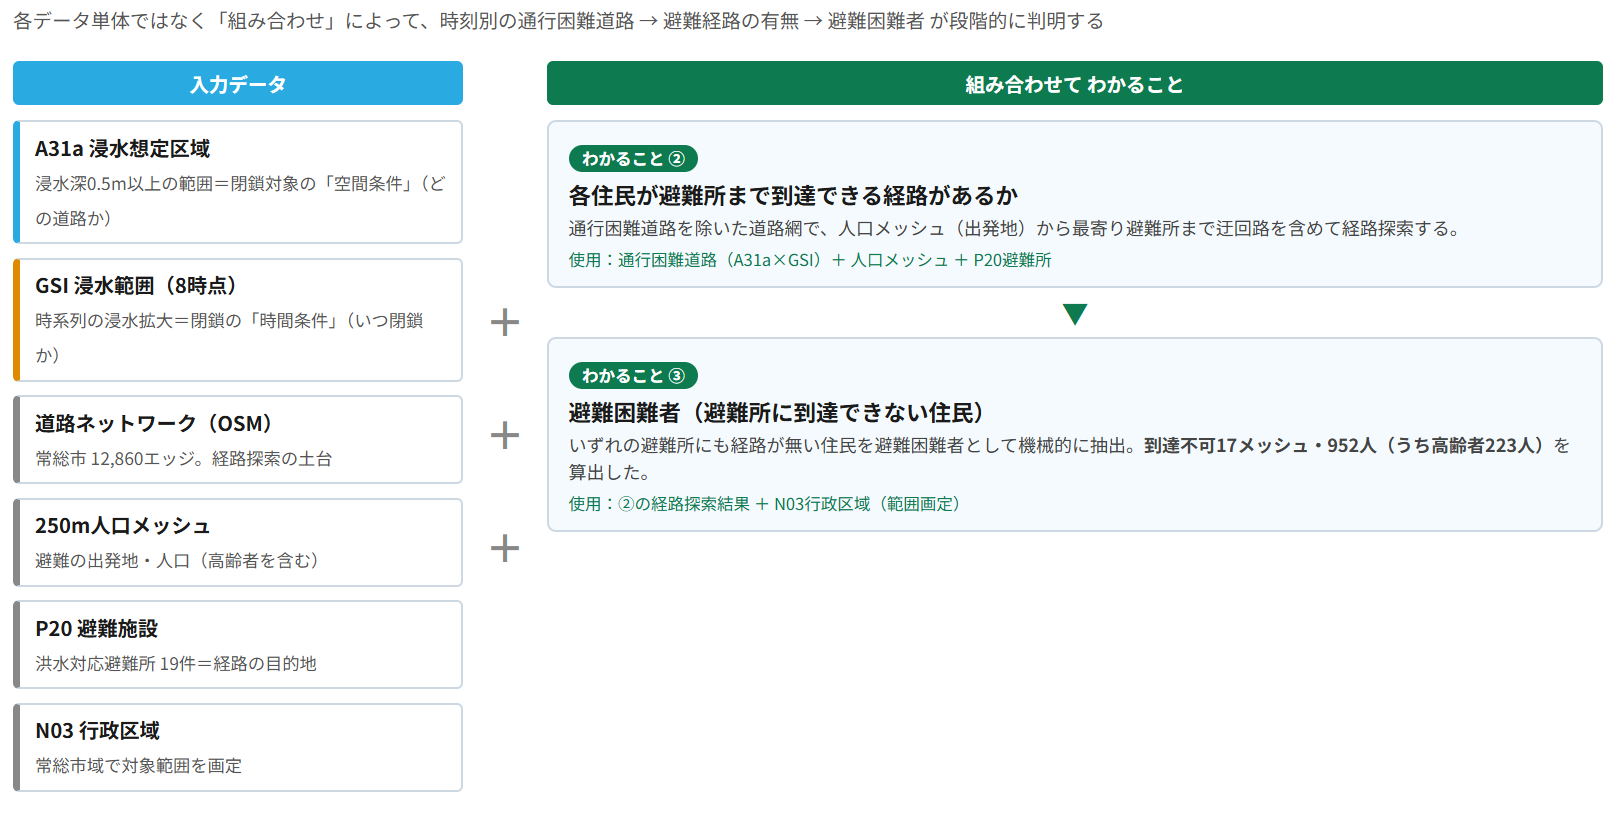 各データ単体ではなく「組み合わせ」によって、時刻別の通行困難道路 → 避難経路の有無 → 避難困難者 が段階的に判明する
入力データ
A31a 浸水想定区域
浸水深0.5m以上の範囲＝閉鎖対象の「空間条件」（ど
の道路か）
GSI 浸水範囲（8時点）
時系列の浸水拡大＝閉鎖の「時間条件」（いつ閉鎖
か）
道路ネットワーク（OSM）
常総市 12,860エッジ。経路探索の土台
250m人口メッシュ
避難の出発地・人口（高齢者を含む）
P20 避難施設
洪水対応避難所 19件＝経路の目的地
N03 行政区域
常総市域で対象範囲を画定
＋
＋
＋
組み合わせて わかること
わかること ②
各住民が避難所まで到達できる経路があるか
通行困難道路を除いた道路網で、人口メッシュ（出発地）から最寄り避難所まで迂回路を含めて経路探索する。
使用：通行困難道路（A31a×GSI）＋ 人口メッシュ ＋ P20避難所
▼
わかること ③
避難困難者（避難所に到達できない住民）
いずれの避難所にも経路が無い住民を避難困難者として機械的に抽出。到達不可17メッシュ・952人（うち高齢者223人）を
算出した。
使用：②の経路探索結果 ＋ N03行政区域（範囲画定）